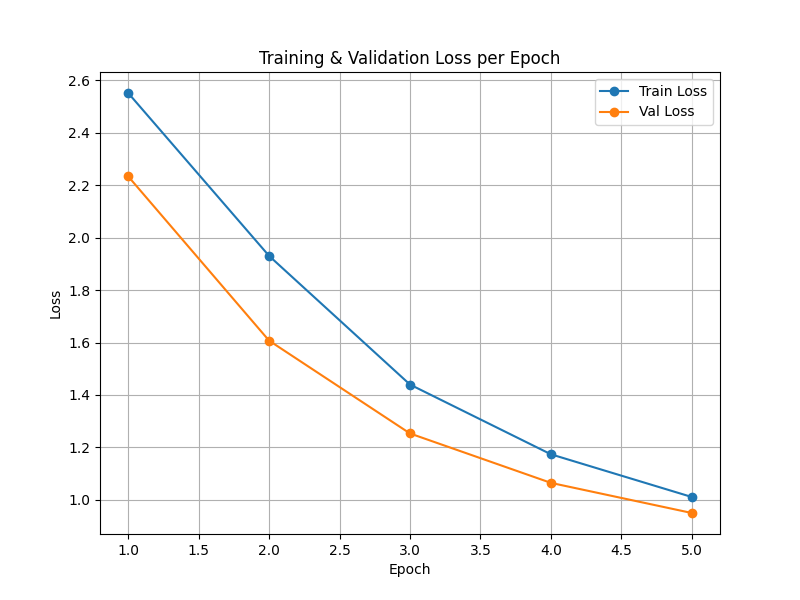 Training & Validation Loss per Epoch
Train Loss
Val Loss
2.6
2.4
2.2
2.0
1.8
1.6
1.4
1.2
1.0
Loss
1.0 1.5 2.0 2.5 3.0 3.5 4.0 4.5 5.0
Epoch